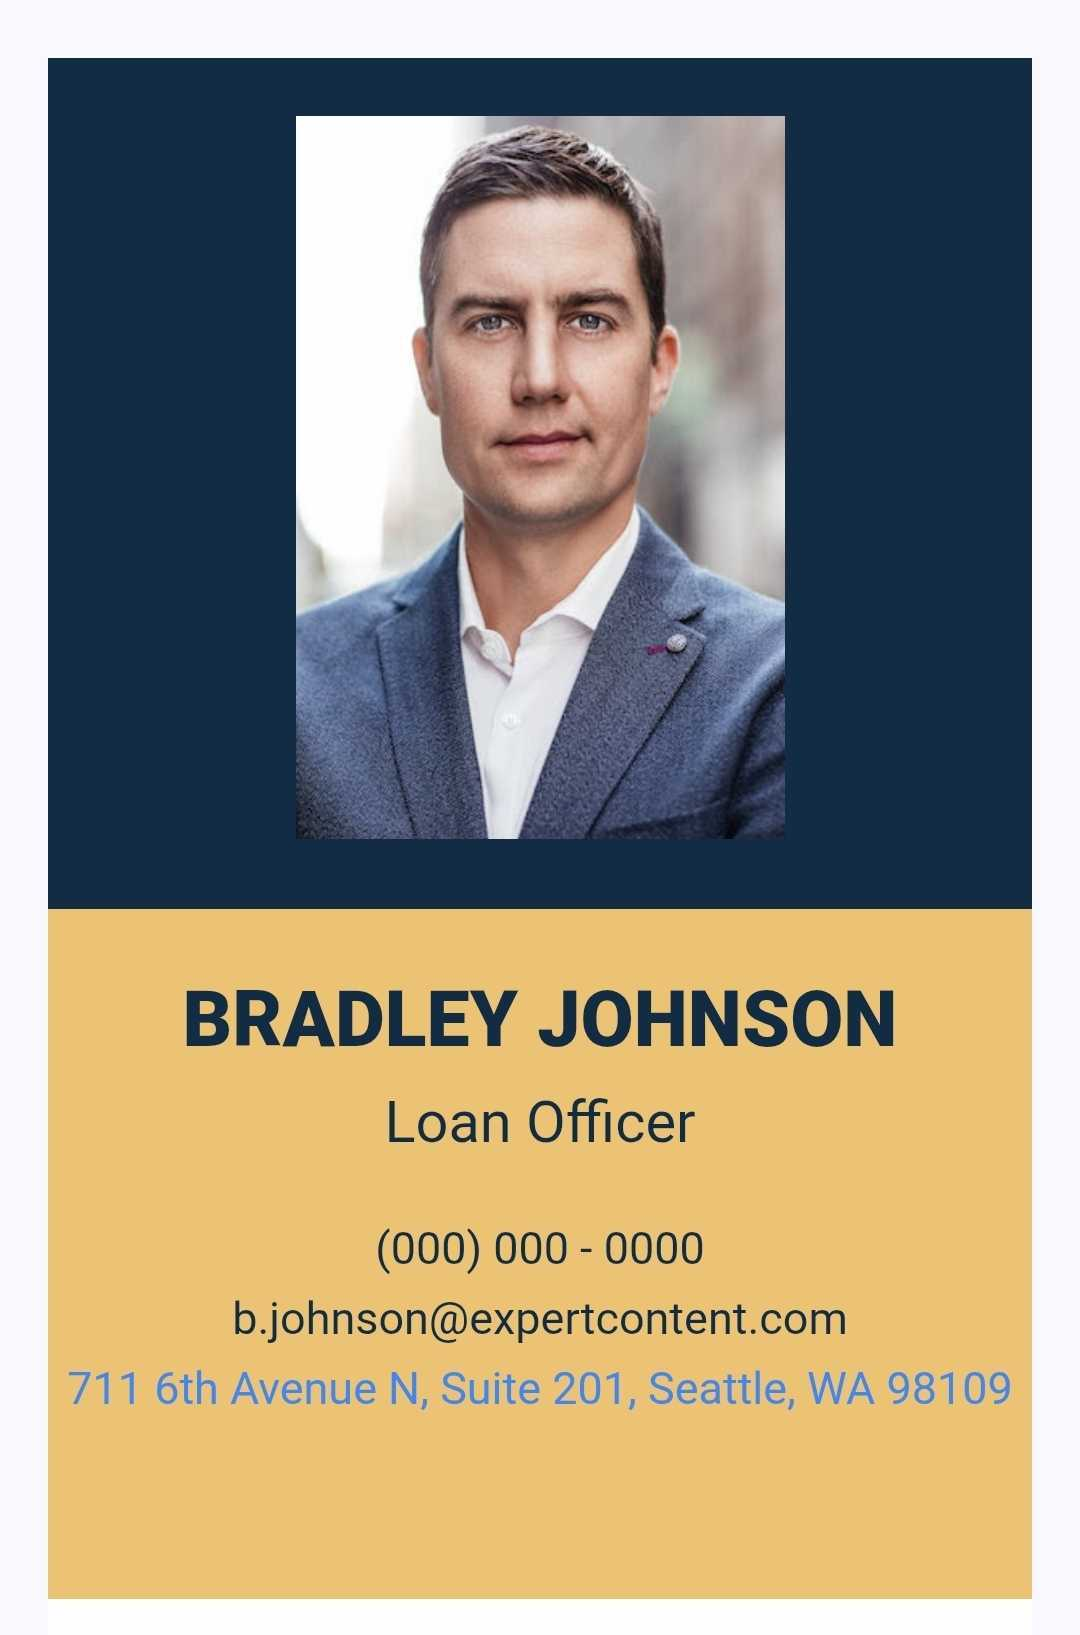 BRADLEY JOHNSON
Loan Officer
(000) 000 - 0000
b.johnson@expertcontent.com
711 6th Avenue N, Suite 201, Seattle, WA 98109